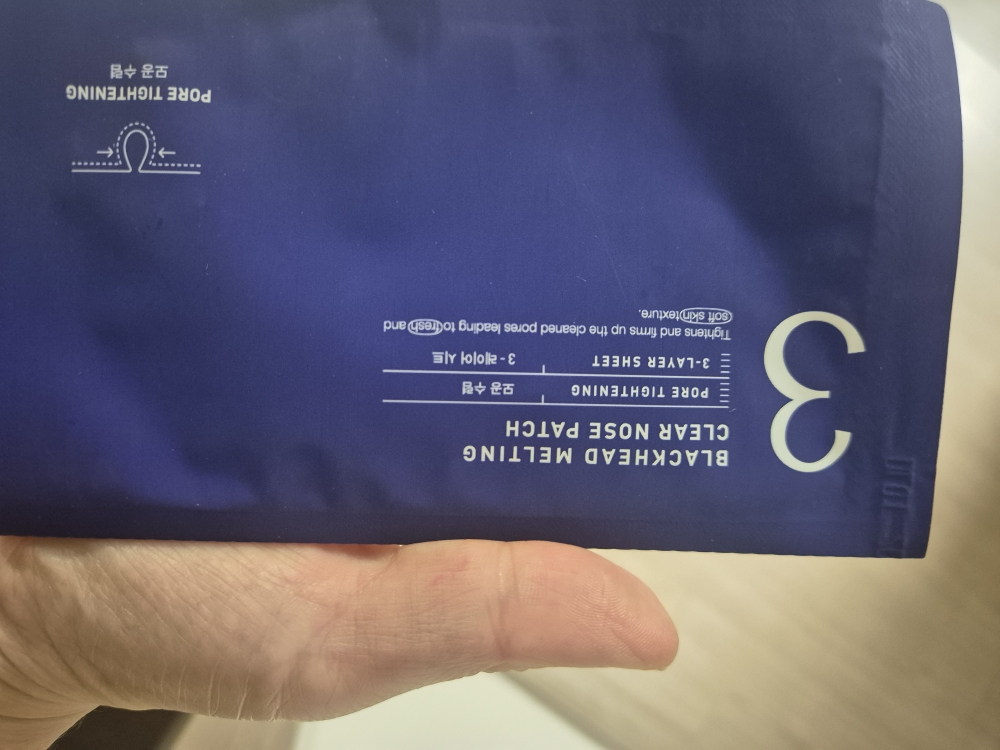 3
BLACKHEAD MELTING
CLEAR NOSE PATCH
PORE TIGHTENING 모공 수렴
3-LAYER SHEET 3-레이어 시트
Tightens and firms up the cleaned pores leading to fresh and
soft skin texture.
PORE TIGHTENING
모공 수렴